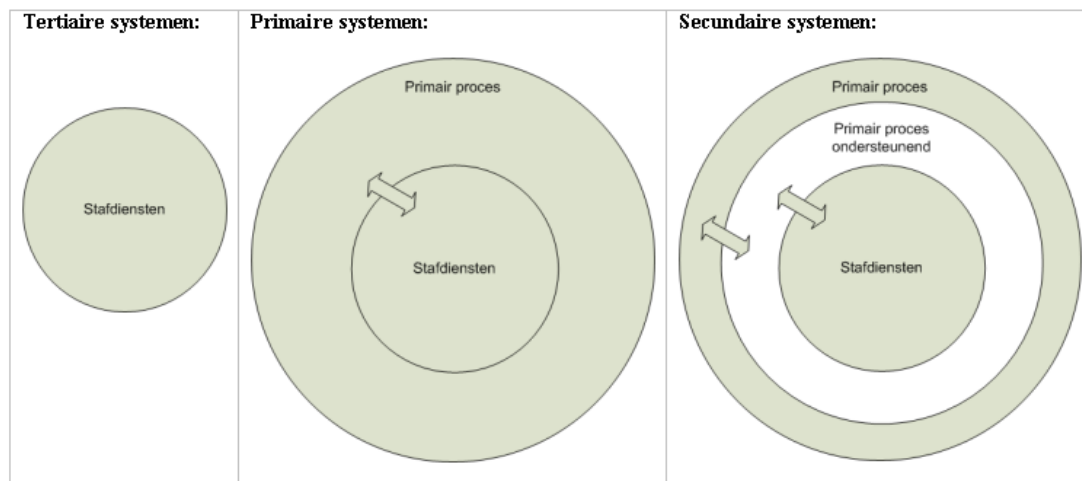 Tertiaire systemen:
Stafdiensten
Primaire systemen:
Primair proces
Stafdiensten
Secundaire systemen:
Primair proces
Primair proces
ondersteunend
Stafdiensten